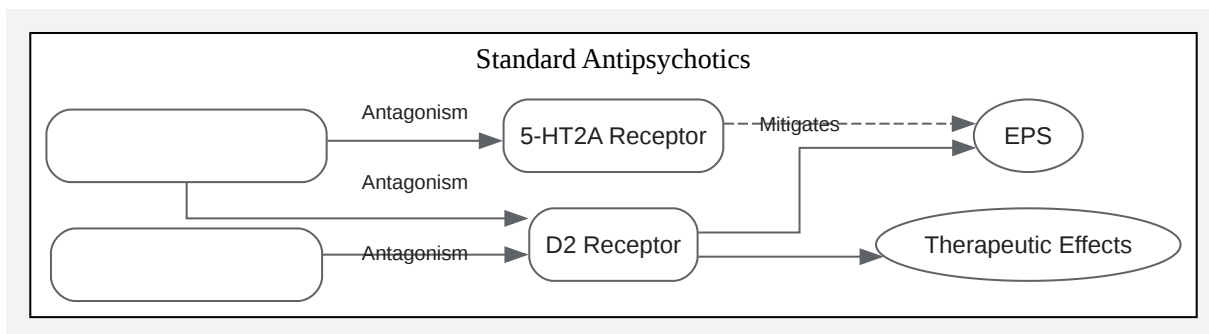 Standard Antipsychotics
Antagonism
5-HT2A Receptor
Mitigates
EPS
Antagonism
D2 Receptor
Therapeutic Effects
Antagonism